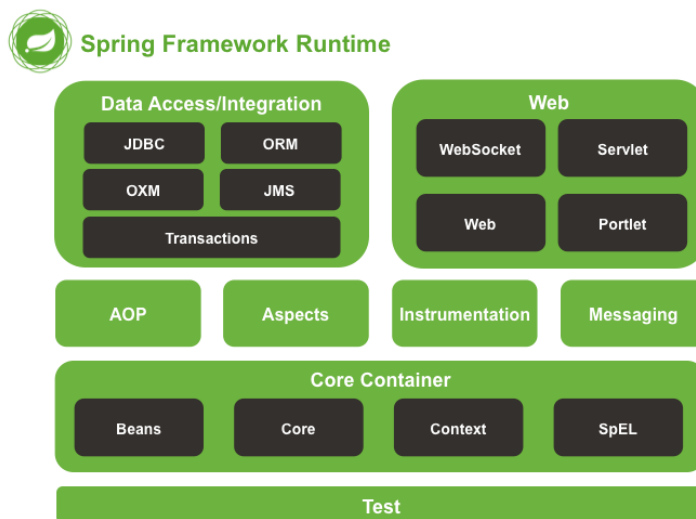 Spring Framework Runtime
Data Access/Integration
JDBC ORM
OXM JMS
Transactions
Web
WebSocket Servlet
Web Portlet
AOP Aspects Instrumentation Messaging
Core Container
Beans Core Context SpEL
Test